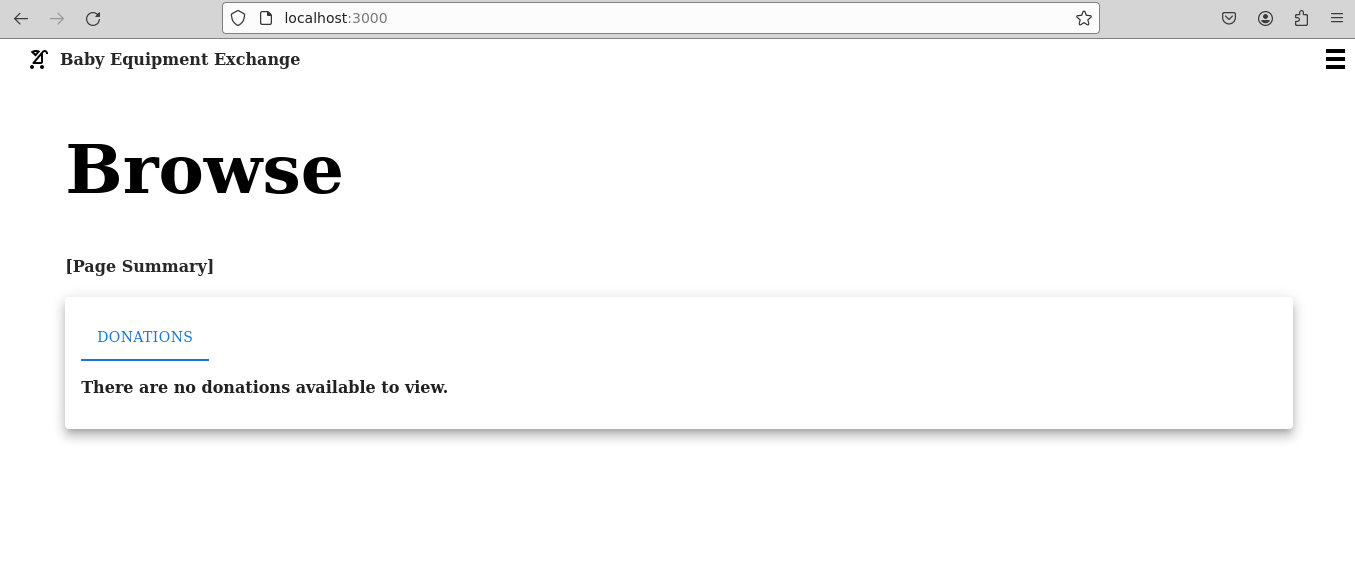 localhost:3000
Baby Equipment Exchange
Browse
[Page Summary]
DONATIONS
There are no donations available to view.